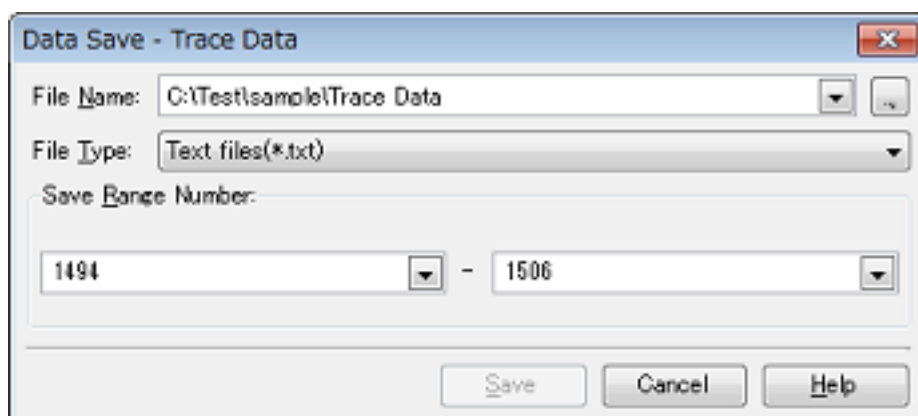 Data Save - Trace Data
File Name: C:\Test\sample\Trace Data ...
File Type: Text files(*.txt)
Save Range Number:
1494 - 1506
Save Cancel Help